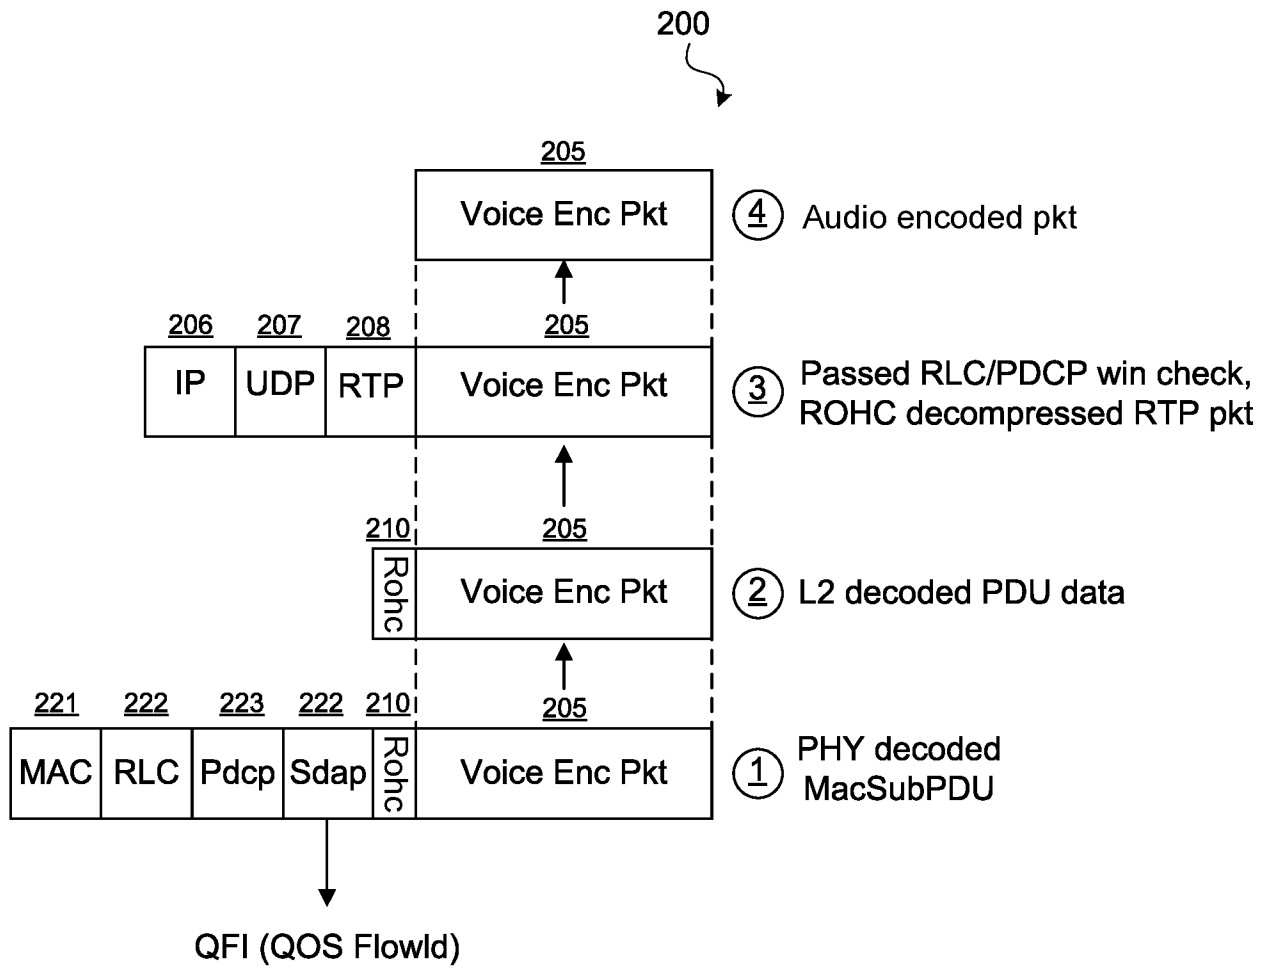 200
205
Voice Enc Pkt
4 Audio encoded pkt
206 207 208 205
IP UDP RTP Voice Enc Pkt
3 Passed RLC/PDCP win check,
ROHC decompressed RTP pkt
210 205
Rohc Voice Enc Pkt
2 L2 decoded PDU data
221 222 223 222 210 205
MAC RLC Pdcp Sdap Rohc Voice Enc Pkt
1 PHY decoded
MacSubPDU
QFI (QOS FlowId)